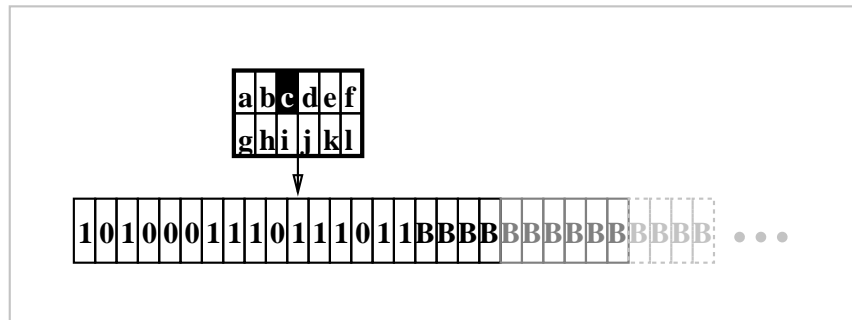 a b c d e f
g h i j k l
1 0 1 0 0 0 1 1 1 0 1 1 1 0 1 1 B B B B B B B B B B B B B B • • •